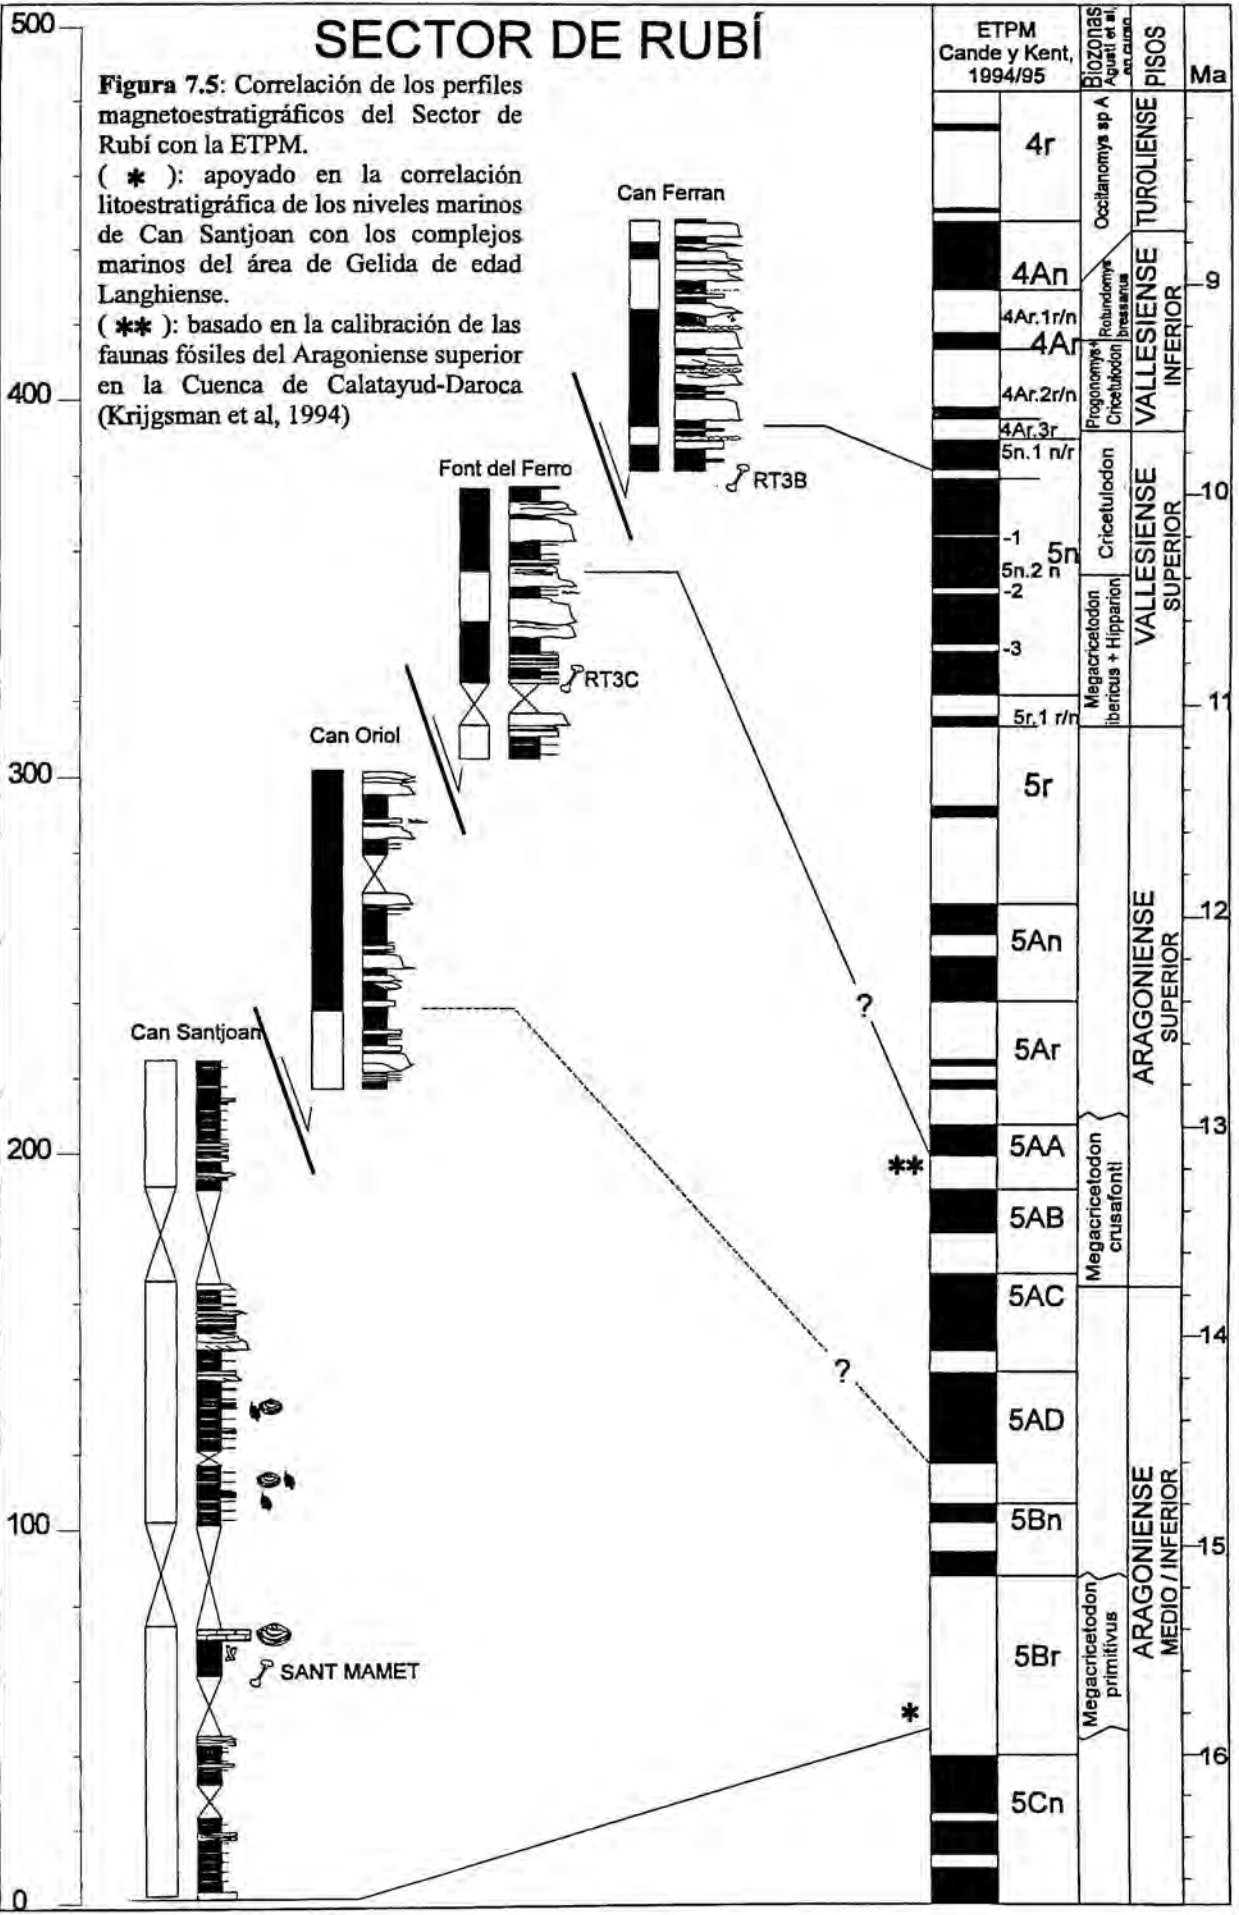 SECTOR DE RUBÍ
Figura 7.5: Correlación de los perfiles
magnetoestratigráficos del Sector de
Rubí con la ETPM.
( * ): apoyado en la correlación
litoestratigráfica de los niveles marinos
de Can Santjoan con los complejos
marinos del área de Gelida de edad
Langhiense.
( ** ): basado en la calibración de las
faunas fósiles del Aragoniense superior
en la Cuenca de Calatayud-Daroca
(Krijgsman et al, 1994)
500
400
300
200
100
0
Can Ferran
RT3B
Font del Ferro
RT3C
Can Oriol
Can Santjoan
SANT MAMET
?
?
**
*
ETPM
Cande y Kent,
1994/95
4r
4An
4Ar.1r/n
4Ar
4Ar.2r/n
4Ar.3r
5n.1 n/r
-1
5n
5n.2 n
-2
-3
5r.1 r/n
5r
5An
5Ar
5AA
5AB
5AC
5AD
5Bn
5Br
5Cn
Biozonas
Agustí et al.
en curso
Occitanomys sp A
Rotundomys
bressanus
Progonomys+
Cricetulodon
Cricetulodon
Megacricetodon
ibericus + Hipparion
Megacricetodon
crusafonti
Megacricetodon
primitivus
PISOS
TUROLIENSE
VALLESIENSE
INFERIOR
VALLESIENSE
SUPERIOR
ARAGONIENSE
SUPERIOR
ARAGONIENSE
MEDIO / INFERIOR
Ma
9
10
11
12
13
14
15
16